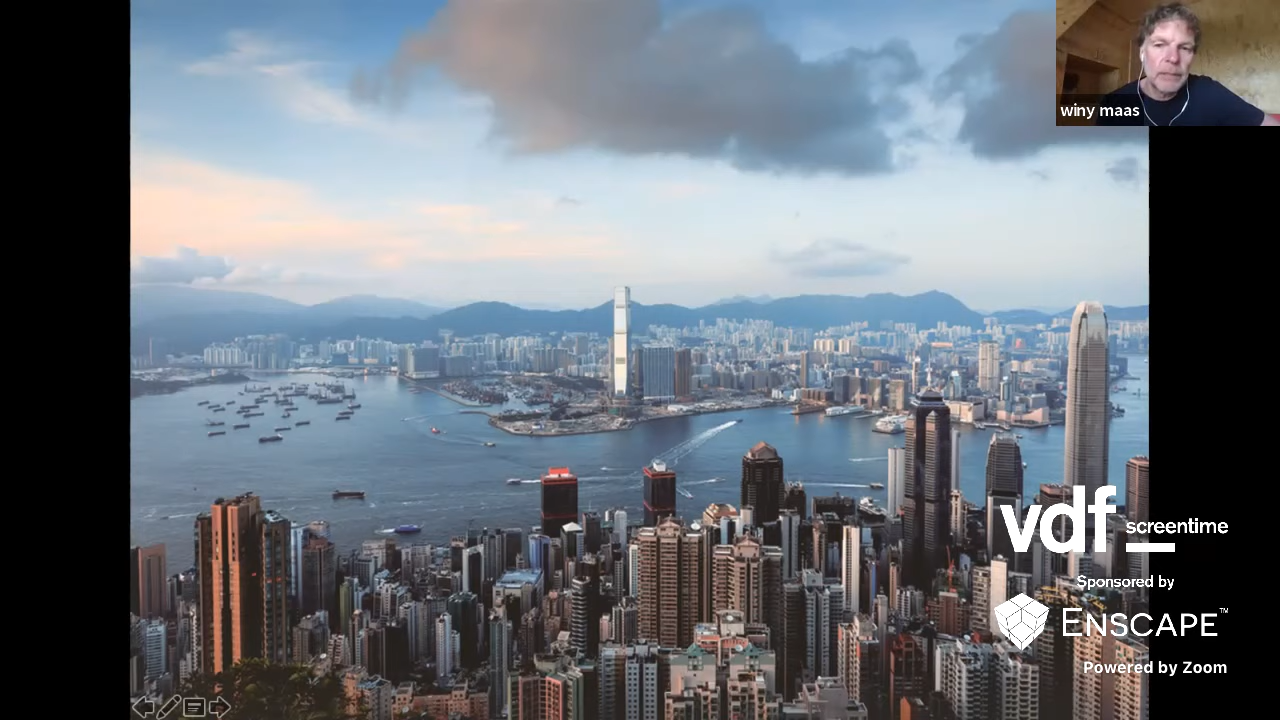 winy maas
vdf screentime
Sponsored by
ENSCAPE™
Powered by Zoom